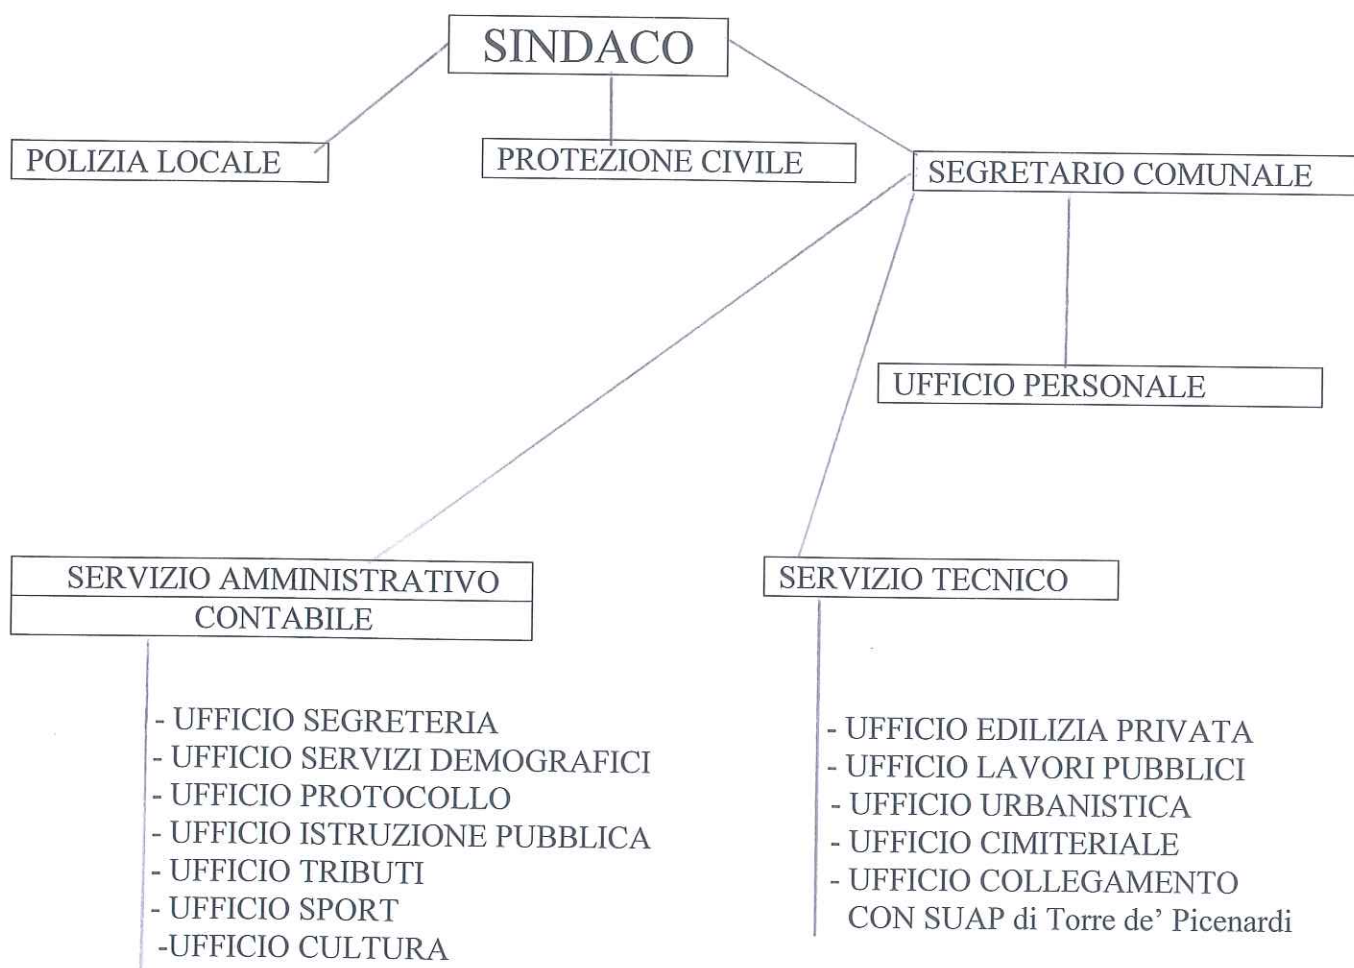 SINDACO
POLIZIA LOCALE
PROTEZIONE CIVILE
SEGRETARIO COMUNALE
UFFICIO PERSONALE
SERVIZIO AMMINISTRATIVO
CONTABILE
- UFFICIO SEGRETERIA
- UFFICIO SERVIZI DEMOGRAFICI
- UFFICIO PROTOCOLLO
- UFFICIO ISTRUZIONE PUBBLICA
- UFFICIO TRIBUTI
- UFFICIO SPORT
-UFFICIO CULTURA
SERVIZIO TECNICO
- UFFICIO EDILIZIA PRIVATA
- UFFICIO LAVORI PUBBLICI
- UFFICIO URBANISTICA
- UFFICIO CIMITERIALE
- UFFICIO COLLEGAMENTO
CON SUAP di Torre de’ Picenardi